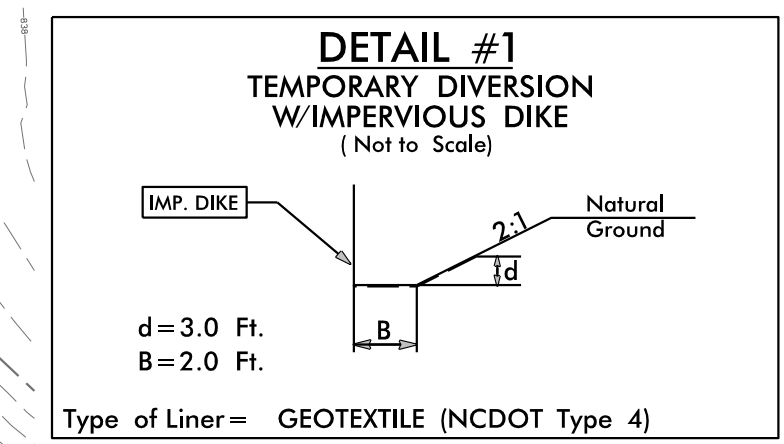 838
DETAIL #1
TEMPORARY DIVERSION
W/IMPERVIOUS DIKE
( Not to Scale)
IMP. DIKE
2:1
Natural
Ground
d
B
d=3.0 Ft.
B=2.0 Ft.
Type of Liner= GEOTEXTILE (NCDOT Type 4)